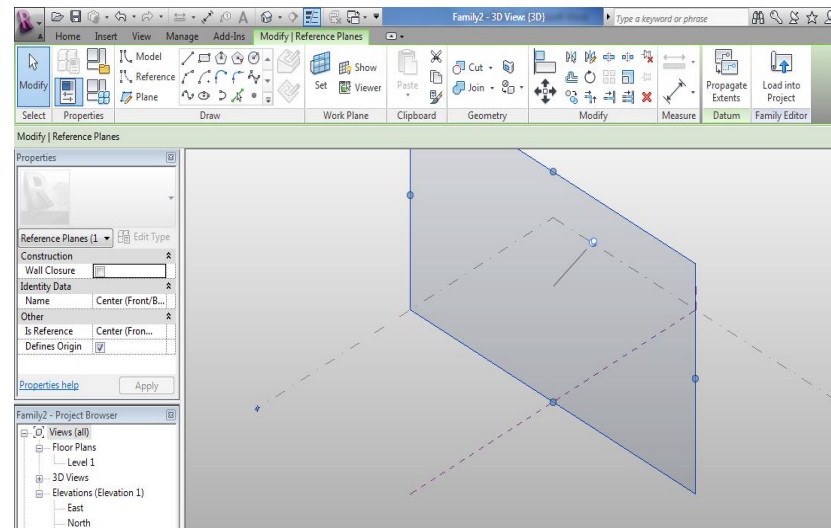 Family2 - 3D View: {3D}
Type a keyword or phrase
Home Insert View Manage Add-Ins Modify | Reference Planes
Modify
Model
Reference
Plane
Set
Show
Viewer
Paste
Cut
Join
Propagate Extents
Load into Project
Select Properties Draw Work Plane Clipboard Geometry Modify Measure Datum Family Editor
Modify | Reference Planes
Properties
Reference Planes (1 Edit Type
Construction
Wall Closure
Identity Data
Name Center (Front/B...
Other
Is Reference Center (Fron...
Defines Origin
Properties help Apply
Family2 - Project Browser
Views (all)
Floor Plans
Level 1
3D Views
Elevations (Elevation 1)
East
North